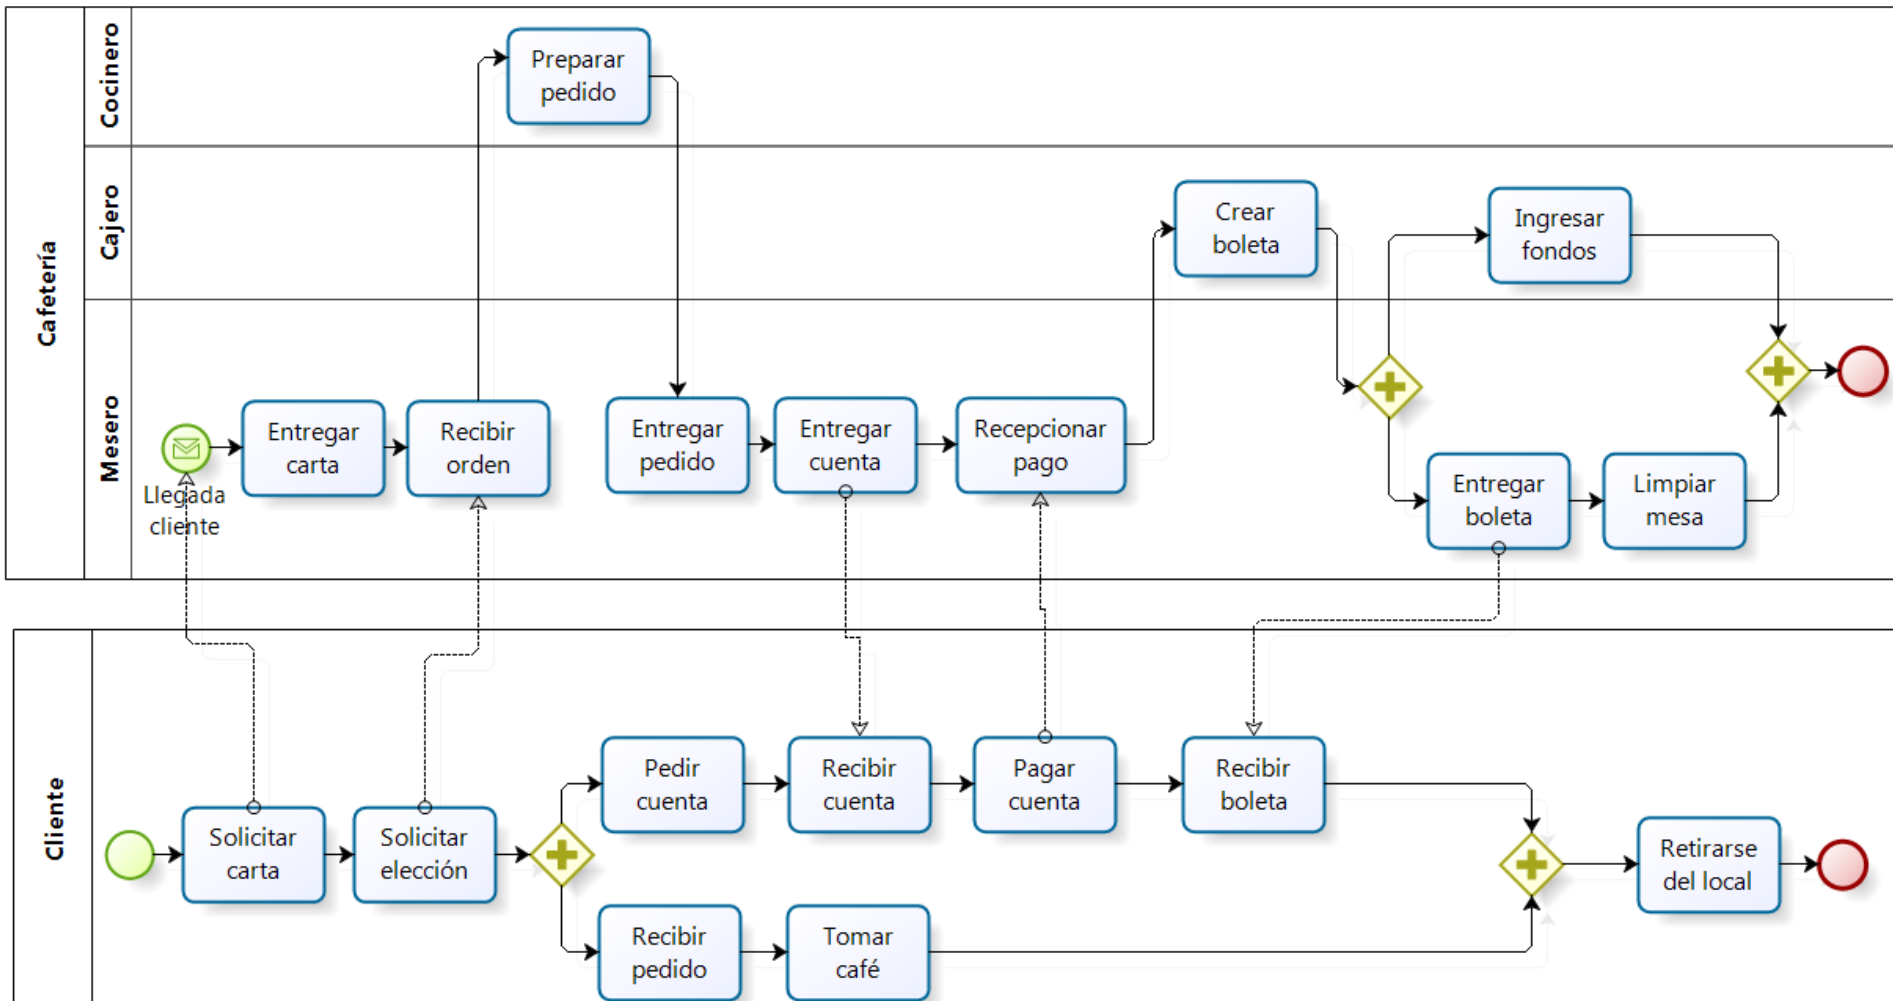 Cafetería
Cocinero
Preparar
pedido
Cajero
Crear
boleta
Ingresar
fondos
Mesero
Llegada
cliente
Entregar
carta
Recibir
orden
Entregar
pedido
Entregar
cuenta
Recepcionar
pago
Entregar
boleta
Limpiar
mesa
Cliente
Solicitar
carta
Solicitar
elección
Pedir
cuenta
Recibir
cuenta
Pagar
cuenta
Recibir
boleta
Recibir
pedido
Tomar
café
Retirarse
del local